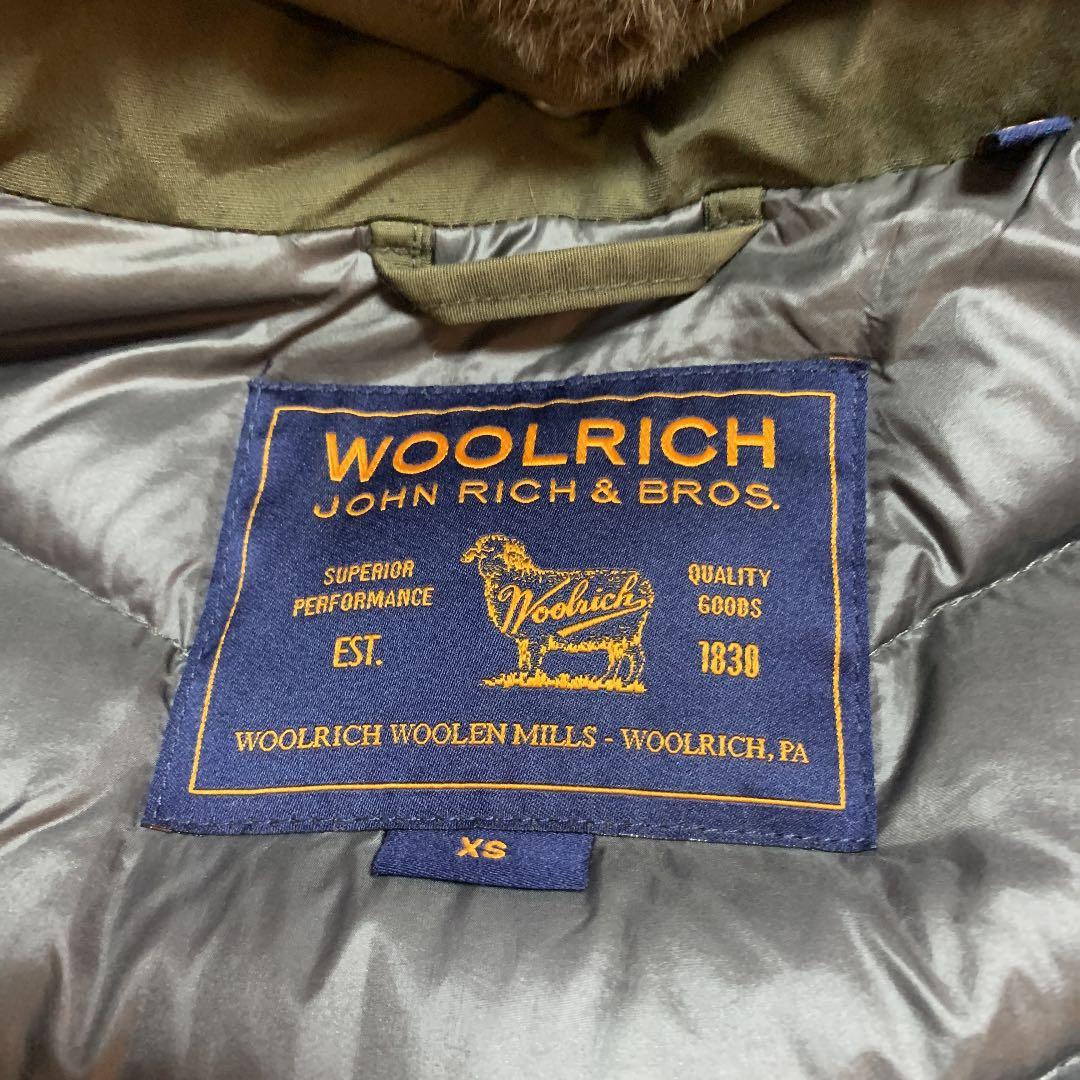 WOOLRICH
JOHN RICH & BROS.
SUPERIOR
PERFORMANCE
EST.
Woolrich
QUALITY
GOODS
1830
WOOLRICH WOOLEN MILLS - WOOLRICH, PA
XS